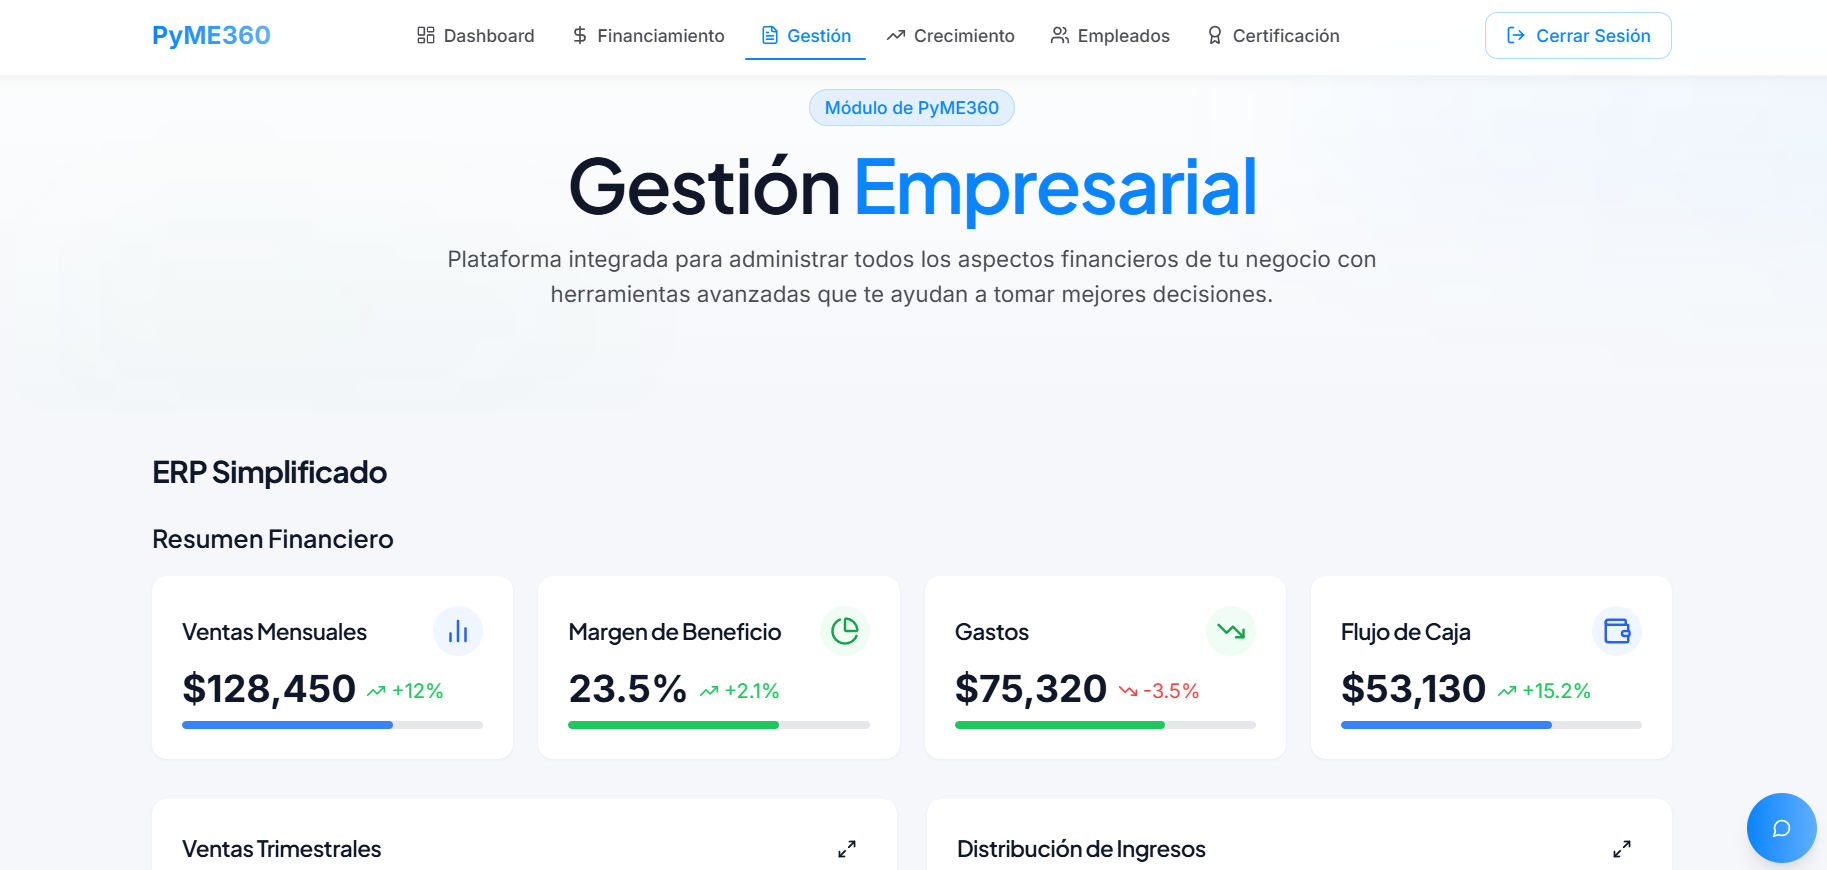 PyME360
Dashboard
Financiamiento
Gestión
Crecimiento
Empleados
Certificación
Cerrar Sesión
Módulo de PyME360
Gestión Empresarial
Plataforma integrada para administrar todos los aspectos financieros de tu negocio con
herramientas avanzadas que te ayudan a tomar mejores decisiones.
ERP Simplificado
Resumen Financiero
Ventas Mensuales
$128,450 +12%
Margen de Beneficio
23.5% +2.1%
Gastos
$75,320 -3.5%
Flujo de Caja
$53,130 +15.2%
Ventas Trimestrales
Distribución de Ingresos